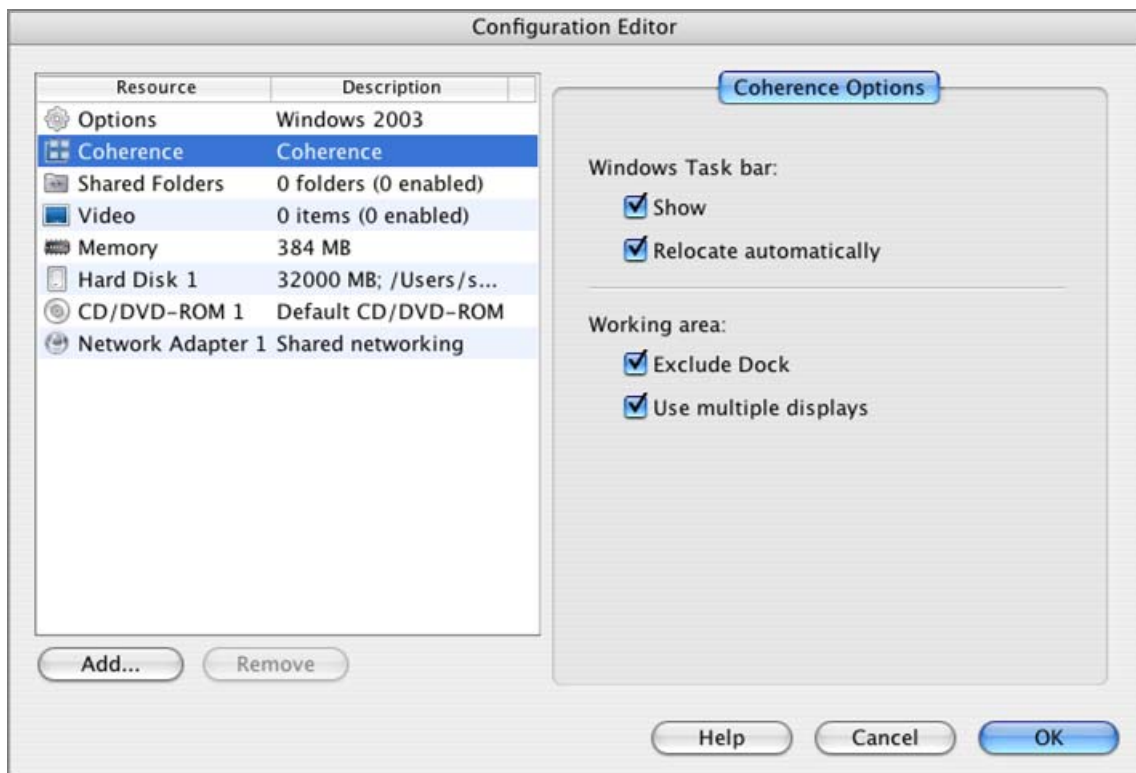 Configuration Editor
Resource Description
Options Windows 2003
Coherence Coherence
Shared Folders 0 folders (0 enabled)
Video 0 items (0 enabled)
Memory 384 MB
Hard Disk 1 32000 MB; /Users/s...
CD/DVD-ROM 1 Default CD/DVD-ROM
Network Adapter 1 Shared networking
Add... Remove
Coherence Options
Windows Task bar:
Show
Relocate automatically
Working area:
Exclude Dock
Use multiple displays
Help Cancel OK